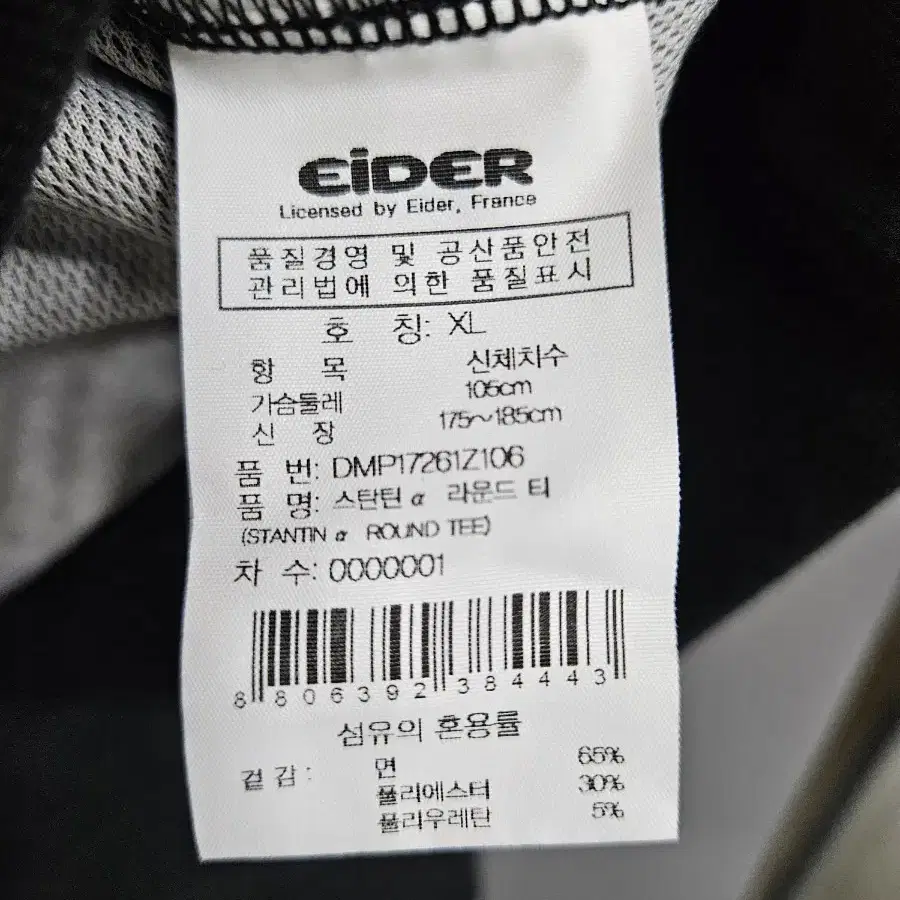 EiDER
Licensed by Eider, France
품질경영 및 공산품안전
관리법에 의한 품질표시
호 칭: XL
항 목 신체치수
가슴둘레 105cm
신 장 175~185cm
품 번: DMP17261Z106
품 명: 스탄틴 α 라운드 티
(STANTIN α ROUND TEE)
차 수: 0000001
8 806392 384443
섬유의 혼용률
겉감: 면 65%
폴리에스터 30%
폴리우레탄 5%